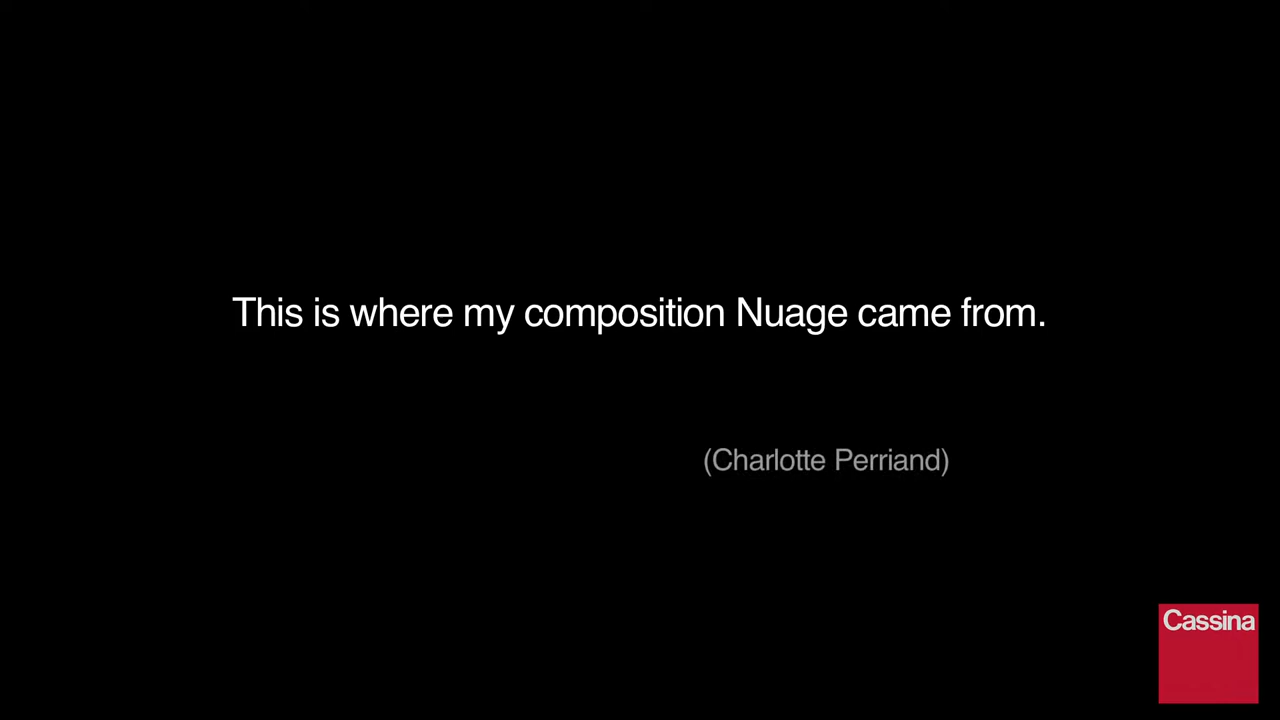 This is where my composition Nuage came from.
(Charlotte Perriand)
Cassina